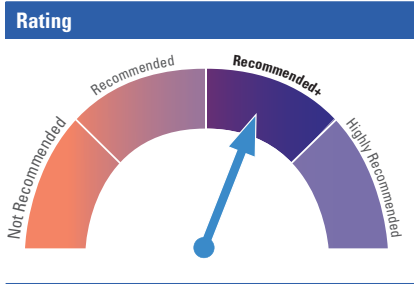 Rating
Not Recommended
Recommended
Recommended+
Highly Recommended